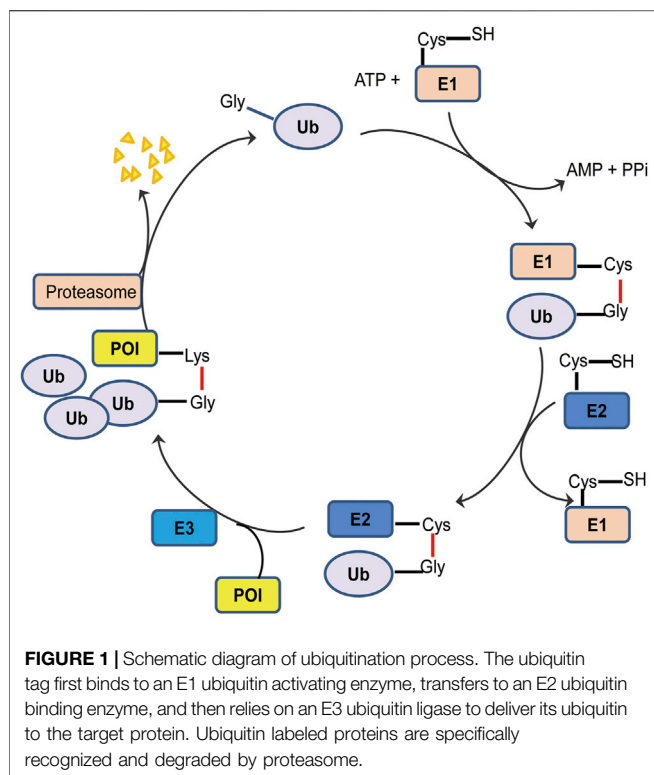 Cys SH
ATP + E1
Gly
Ub
AMP + PPi
E1 Cys
Ub Gly
Cys SH
E2
Cys SH
E1
E2 Cys
Ub Gly
E3
POI
Proteasome
POI Lys
Ub
Ub Gly
Ub
FIGURE 1 | Schematic diagram of ubiquitination process. The ubiquitin
tag first binds to an E1 ubiquitin activating enzyme, transfers to an E2 ubiquitin
binding enzyme, and then relies on an E3 ubiquitin ligase to deliver its ubiquitin
to the target protein. Ubiquitin labeled proteins are specifically
recognized and degraded by proteasome.